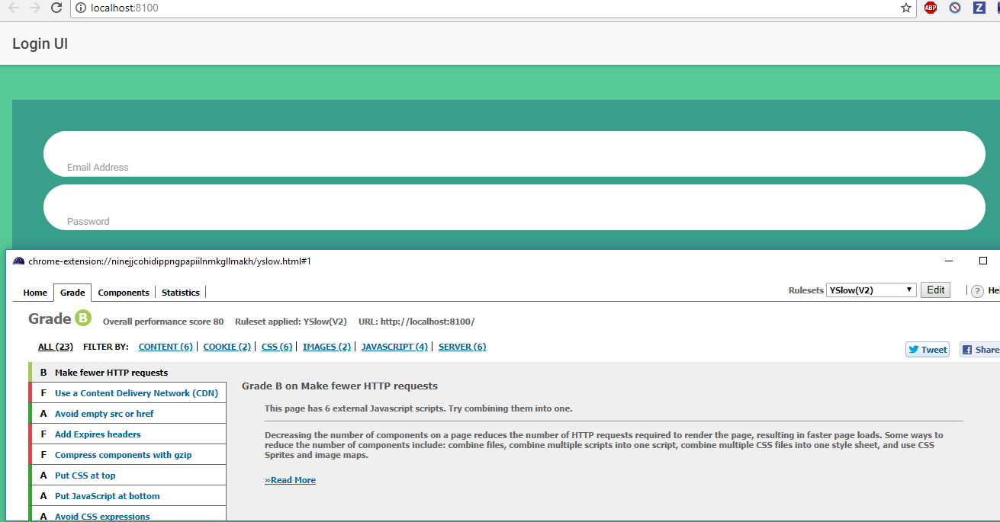 localhost:8100
ABP
Z
Login UI
Email Address
Password
chrome-extension://ninejjcohidippngpapiilnmkgllmakh/yslow.html#1
Home Grade Components Statistics Rulesets YSlow(V2) Edit ? Hel
Grade B Overall performance score 80 Ruleset applied: YSlow(V2) URL: http://localhost:8100/
ALL (23) FILTER BY: CONTENT (6) COOKIE (2) CSS (6) IMAGES (2) JAVASCRIPT (4) SERVER (6) Tweet Share
B Make fewer HTTP requests
F Use a Content Delivery Network (CDN)
A Avoid empty src or href
F Add Expires headers
F Compress components with gzip
A Put CSS at top
A Put JavaScript at bottom
A Avoid CSS expressions
Grade B on Make fewer HTTP requests
This page has 6 external Javascript scripts. Try combining them into one.
Decreasing the number of components on a page reduces the number of HTTP requests required to render the page, resulting in faster page loads. Some ways to
reduce the number of components include: combine files, combine multiple scripts into one script, combine multiple CSS files into one style sheet, and use CSS
Sprites and image maps.
»Read More